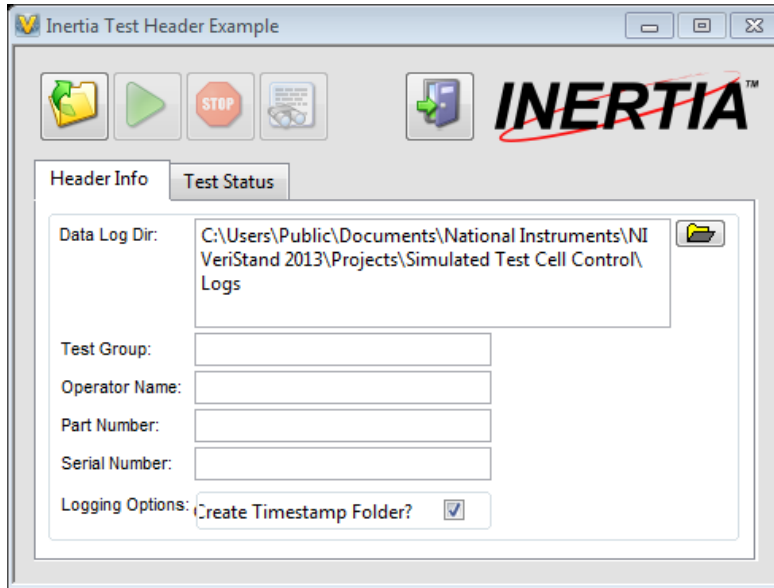 Inertia Test Header Example
STOP
INERTIA™
Header Info
Test Status
Data Log Dir:
C:\Users\Public\Documents\National Instruments\NI
VeriStand 2013\Projects\Simulated Test Cell Control\
Logs
Test Group:
Operator Name:
Part Number:
Serial Number:
Logging Options:
Create Timestamp Folder?